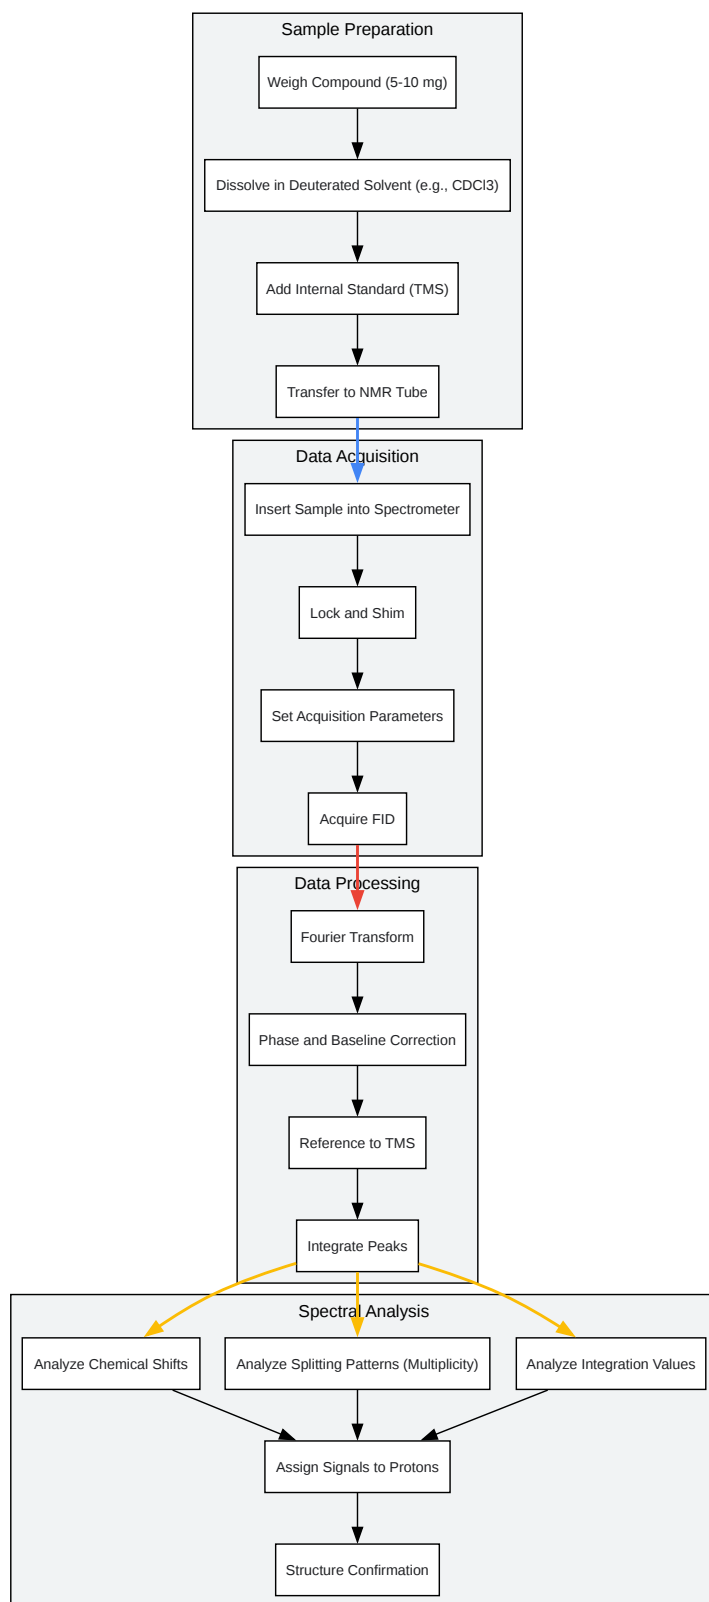 Sample Preparation
Weigh Compound (5-10 mg)
Dissolve in Deuterated Solvent (e.g., CDCl3)
Add Internal Standard (TMS)
Transfer to NMR Tube
Data Acquisition
Insert Sample into Spectrometer
Lock and Shim
Set Acquisition Parameters
Acquire FID
Data Processing
Fourier Transform
Phase and Baseline Correction
Reference to TMS
Integrate Peaks
Spectral Analysis
Analyze Chemical Shifts
Analyze Splitting Patterns (Multiplicity)
Analyze Integration Values
Assign Signals to Protons
Structure Confirmation